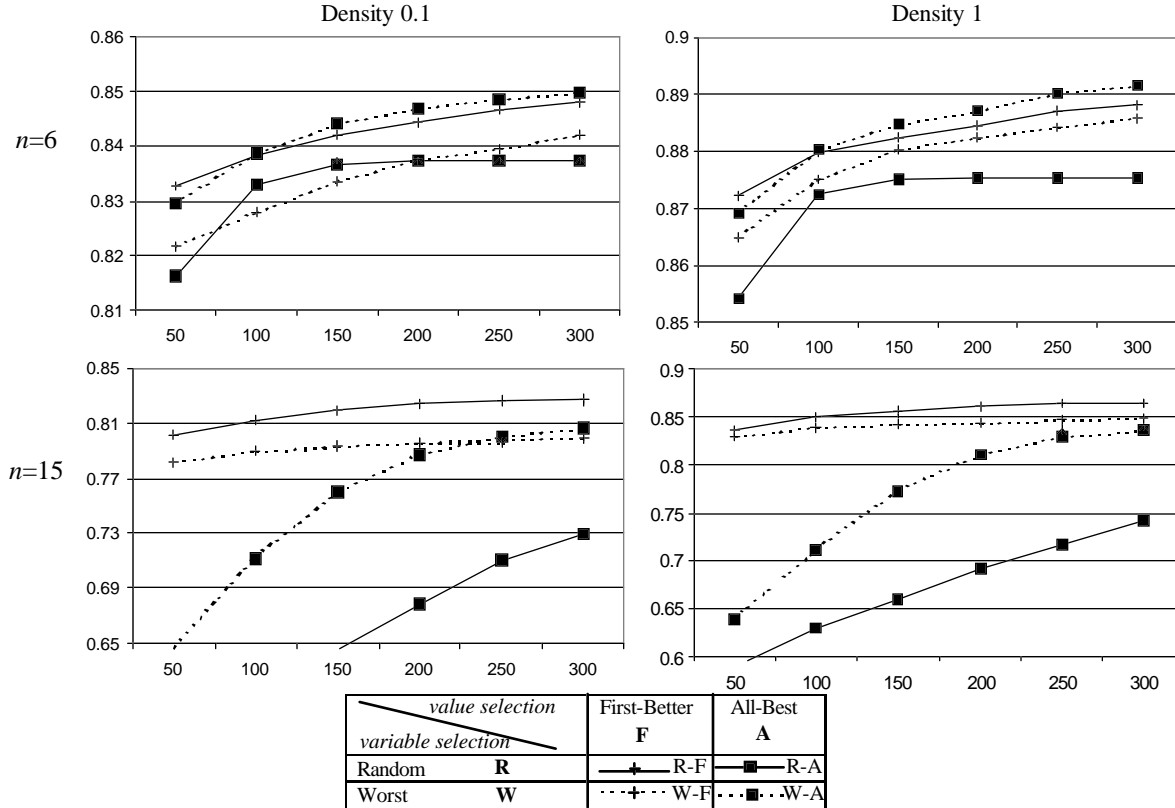 Density 0.1
Density 1
n=6
0.86
0.85
0.84
0.83
0.82
0.81
50 100 150 200 250 300
0.9
0.89
0.88
0.87
0.86
0.85
50 100 150 200 250 300
n=15
0.85
0.81
0.77
0.73
0.69
0.65
50 100 150 200 250 300
0.9
0.85
0.8
0.75
0.7
0.65
0.6
50 100 150 200 250 300
value selection
variable selection
First-Better
F
All-Best
A
Random R
R-F
R-A
Worst W
W-F
W-A